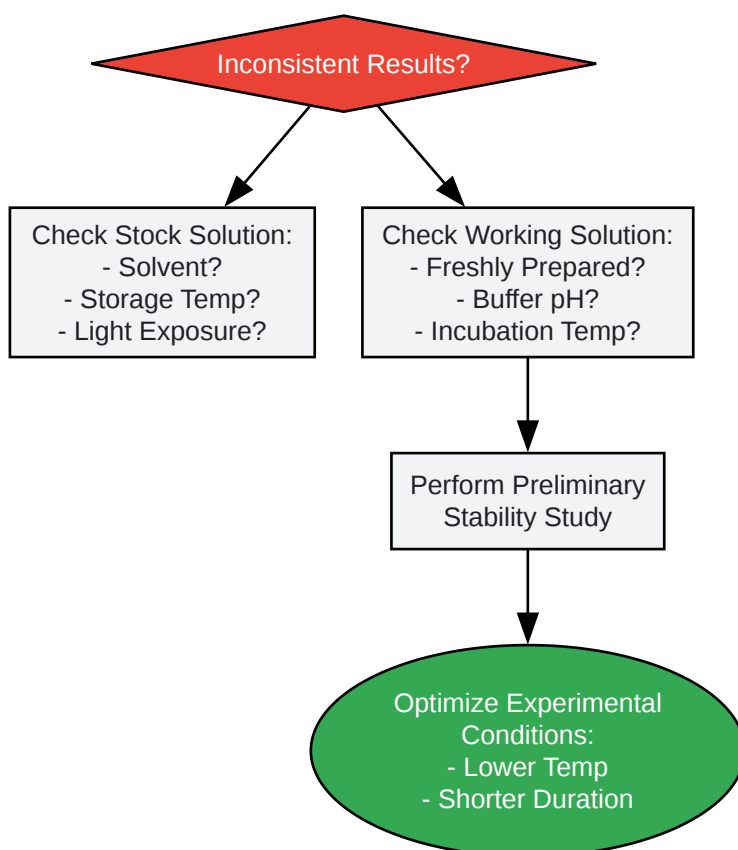 Inconsistent Results?
Check Stock Solution:
- Solvent?
- Storage Temp?
- Light Exposure?
Check Working Solution:
- Freshly Prepared?
- Buffer pH?
- Incubation Temp?
Perform Preliminary
Stability Study
Optimize Experimental
Conditions:
- Lower Temp
- Shorter Duration